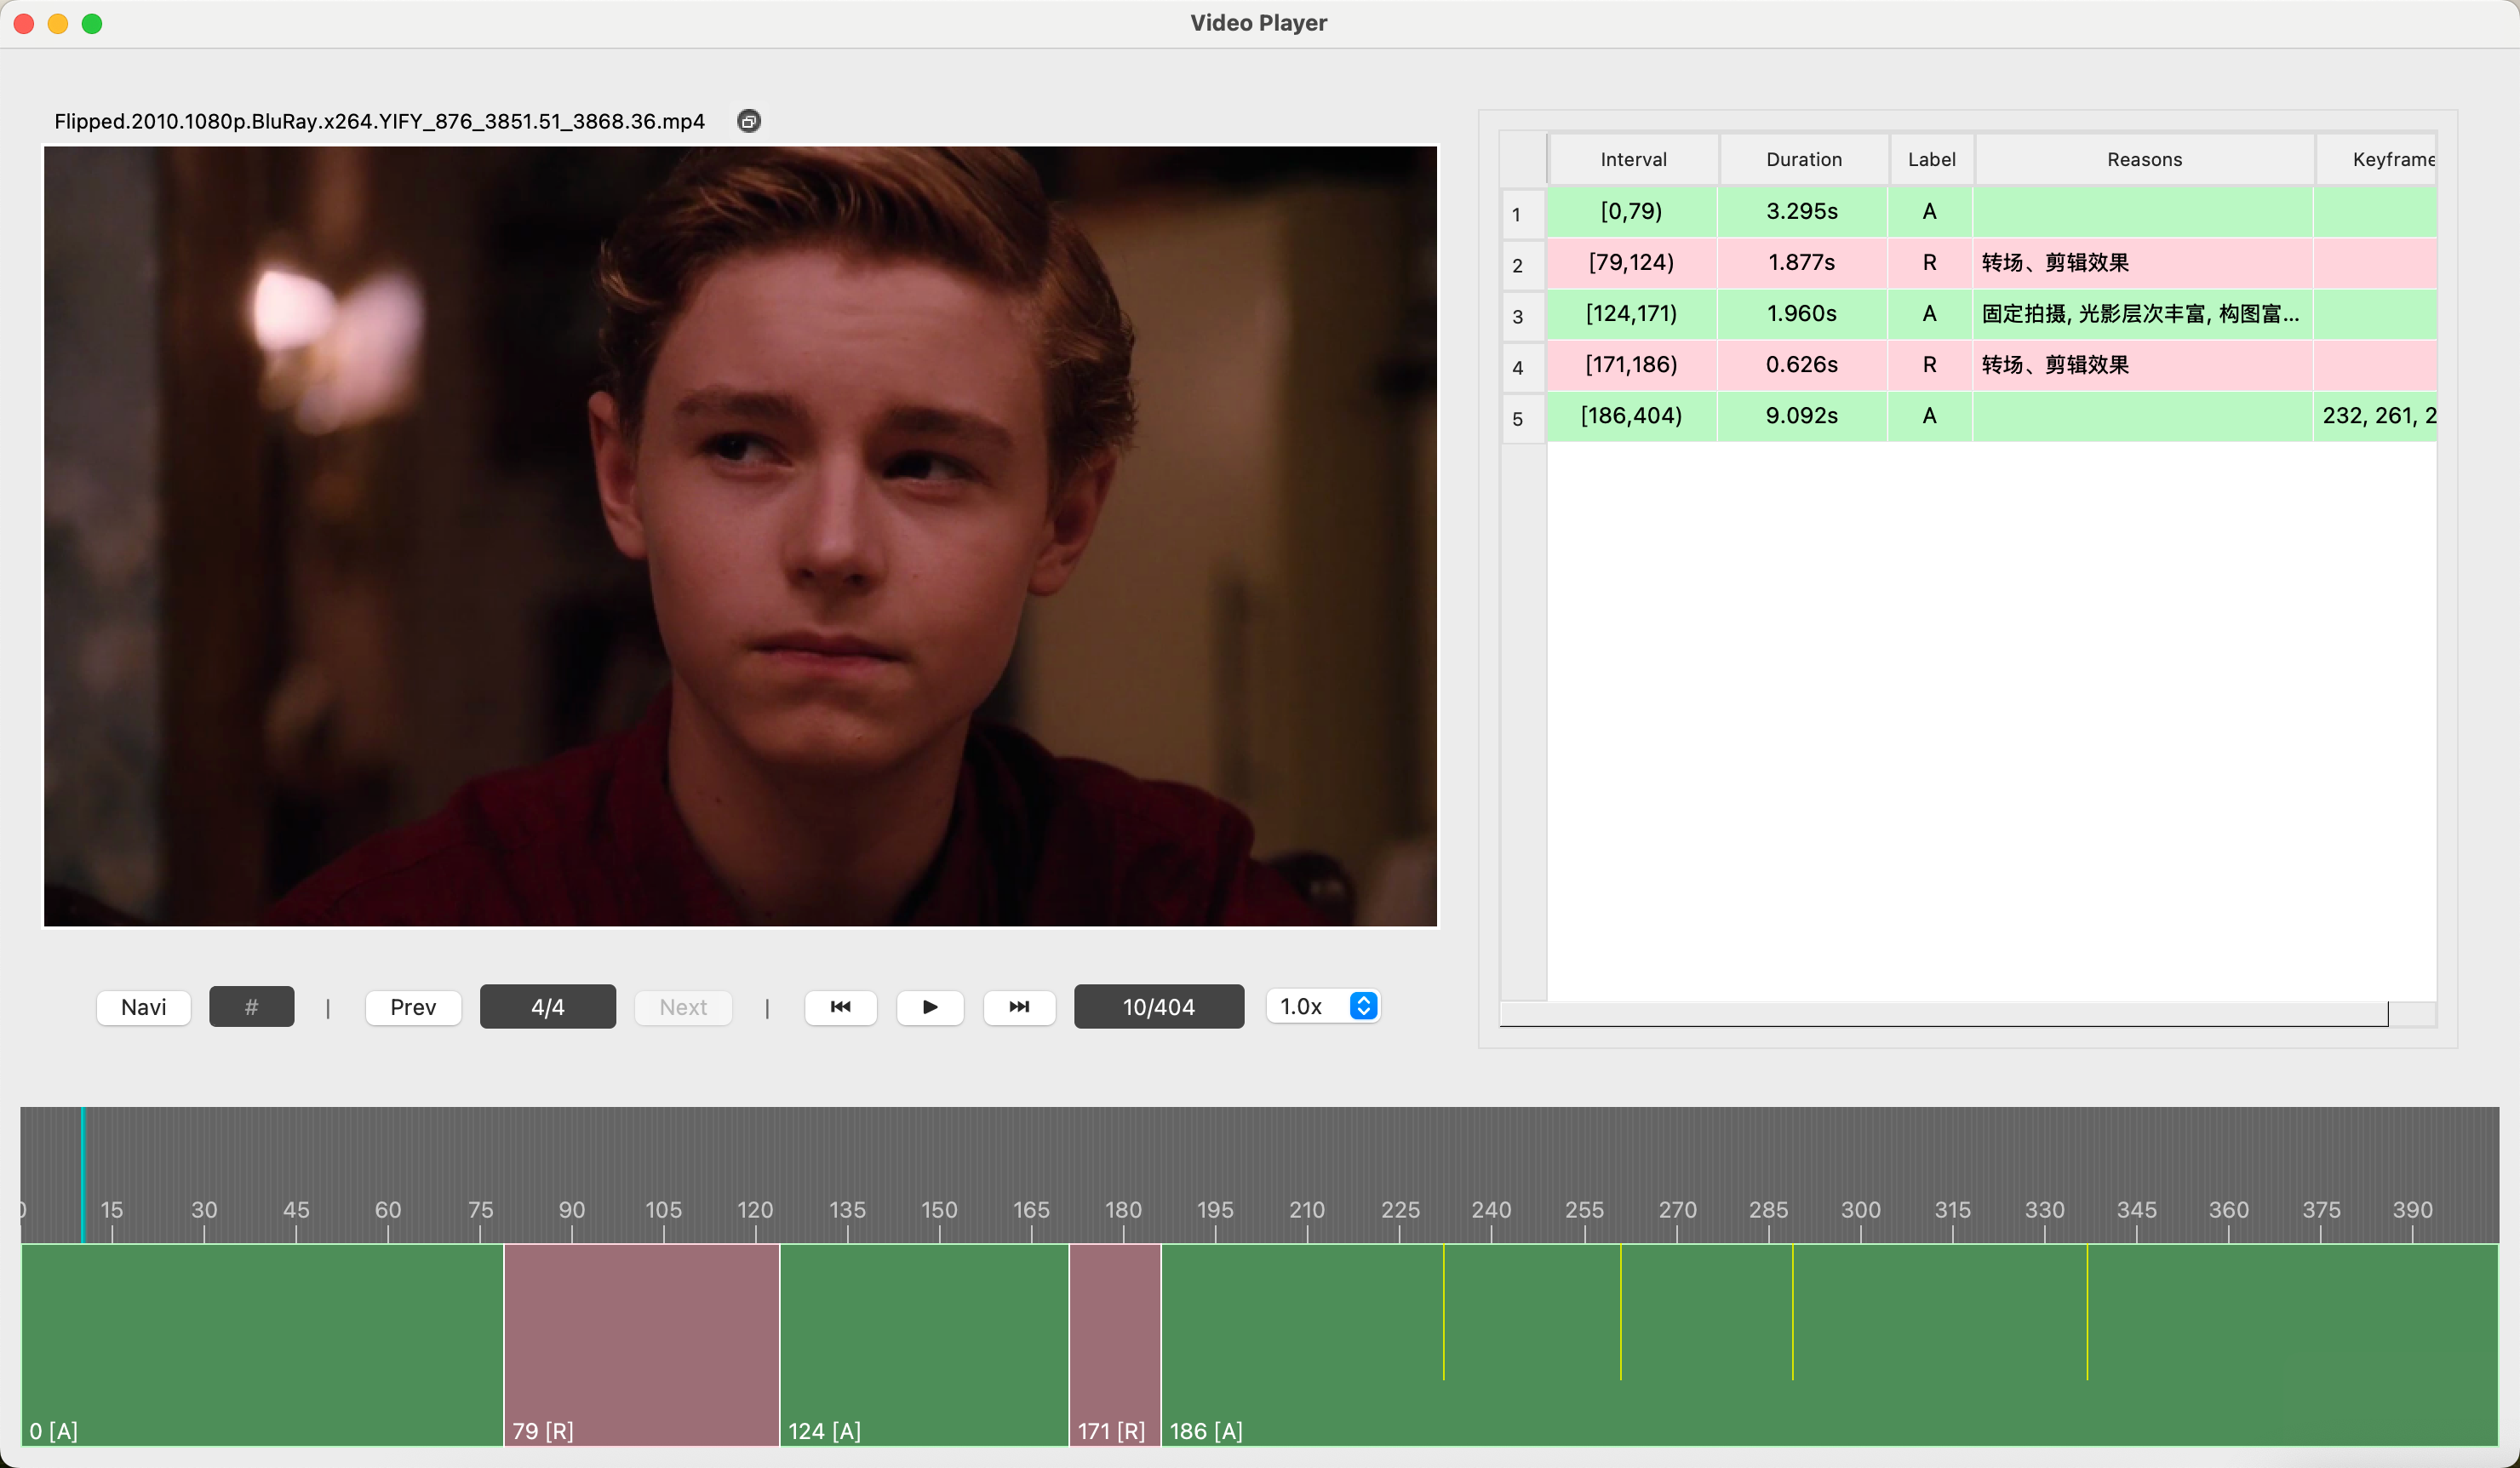 Video Player
Flipped.2010.1080p.BluRay.x264.YIFY_876_3851.51_3868.36.mp4
Interval Duration Label Reasons Keyframe
1 [0,79) 3.295s A
2 [79,124) 1.877s R 转场、剪辑效果
3 [124,171) 1.960s A 固定拍摄, 光影层次丰富, 构图富...
4 [171,186) 0.626s R 转场、剪辑效果
5 [186,404) 9.092s A 232, 261, 2
Navi # | Prev 4/4 Next | 10/404 1.0x
0 15 30 45 60 75 90 105 120 135 150 165 180 195 210 225 240 255 270 285 300 315 330 345 360 375 390
0 [A] 79 [R] 124 [A] 171 [R] 186 [A]